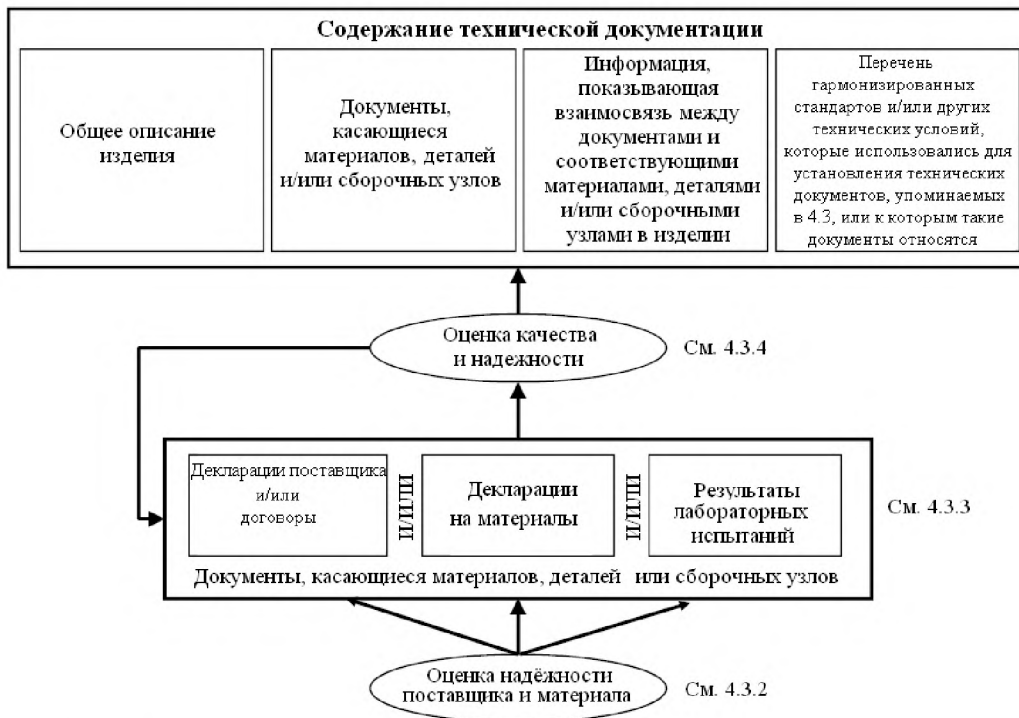 Содержание технической документации
Общее описание
изделия
Документы,
касающиеся
материалов, деталей
и/или сборочных узлов
Информация,
показывающая
взаимосвязь между
документами и
соответствующими
материалами, деталями
и/или сборочными
узлами в изделии
Перечень
гармонизированных
стандартов и/или других
технических условий,
которые использовались для
установления технических
документов, упоминаемых
в 4.3, или к которым такие
документы относятся
Оценка качества
и надежности
См. 4.3.4
Декларации поставщика
и/или
договоры
И/ИЛИ
Декларации
на материалы
И/ИЛИ
Результаты
лабораторных
испытаний
См. 4.3.3
Документы, касающиеся материалов, деталей или сборочных узлов
Оценка надёжности
поставщика и материала
См. 4.3.2